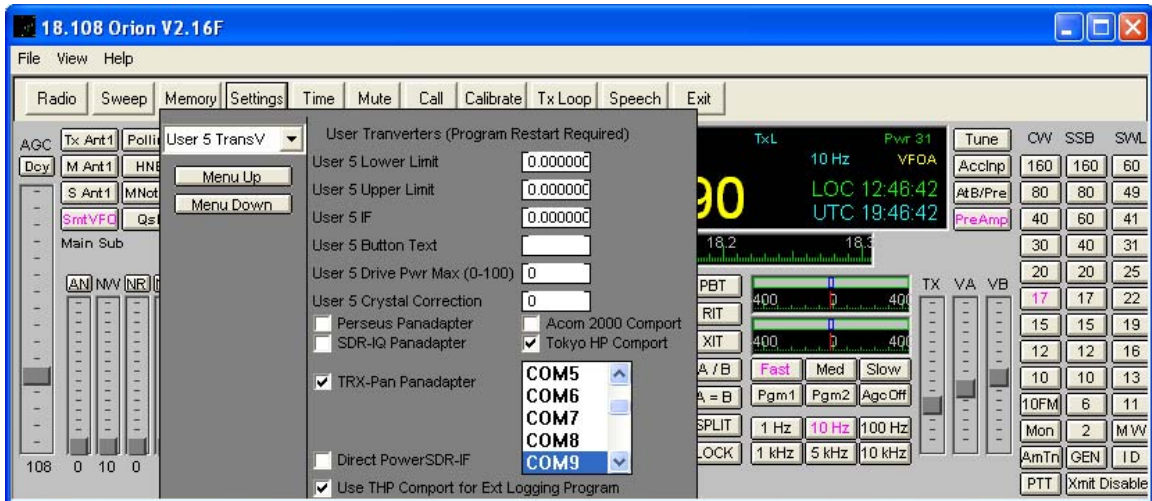 18.108 Orion V2.16F
File View Help
Radio Sweep Memory Settings Time Mute Call Calibrate Tx Loop Speech Exit
AGC
Dcy
108
Tx Ant1
M Ant1 HNB
S Ant1
SmtVFO
Main Sub
AN NW NR
0 10 0
User 5 TransV
Menu Up
Menu Down
User Tranverters (Program Restart Required)
User 5 Lower Limit 0.000000
User 5 Upper Limit 0.000000
User 5 IF 0.000000
User 5 Button Text
User 5 Drive Pwr Max (0-100) 0
User 5 Crystal Correction 0
Perseus Panadapter Acom 2000 Comport
SDR-IQ Panadapter Tokyo HP Comport
TRX-Pan Panadapter
COM5
COM6
COM7
COM8
COM9
Direct PowerSDR-IF
Use THP Comport for Ext Logging Program
TxL Pwr 31
10 Hz VFOA
90
LOC 12:46:42
UTC 19:46:42
18.2 18.3
PBT
RIT
XIT
A / B
A = B
SPLIT
LOCK
400 0 400
400 0 400
Fast Med Slow
Pgm1 Pgm2 AgcOff
1 Hz 10 Hz 100 Hz
1 kHz 5 kHz 10 kHz
Tune
AccInp
AtB/Pre
PreAmp
TX VA VB
CW SSB SWL
160 160 60
80 80 49
40 60 41
30 40 31
20 20 25
17 17 22
15 15 19
12 12 16
10 10 13
10FM 6 11
Mon 2 MW
AmTn GEN ID
PTT Xmit Disable